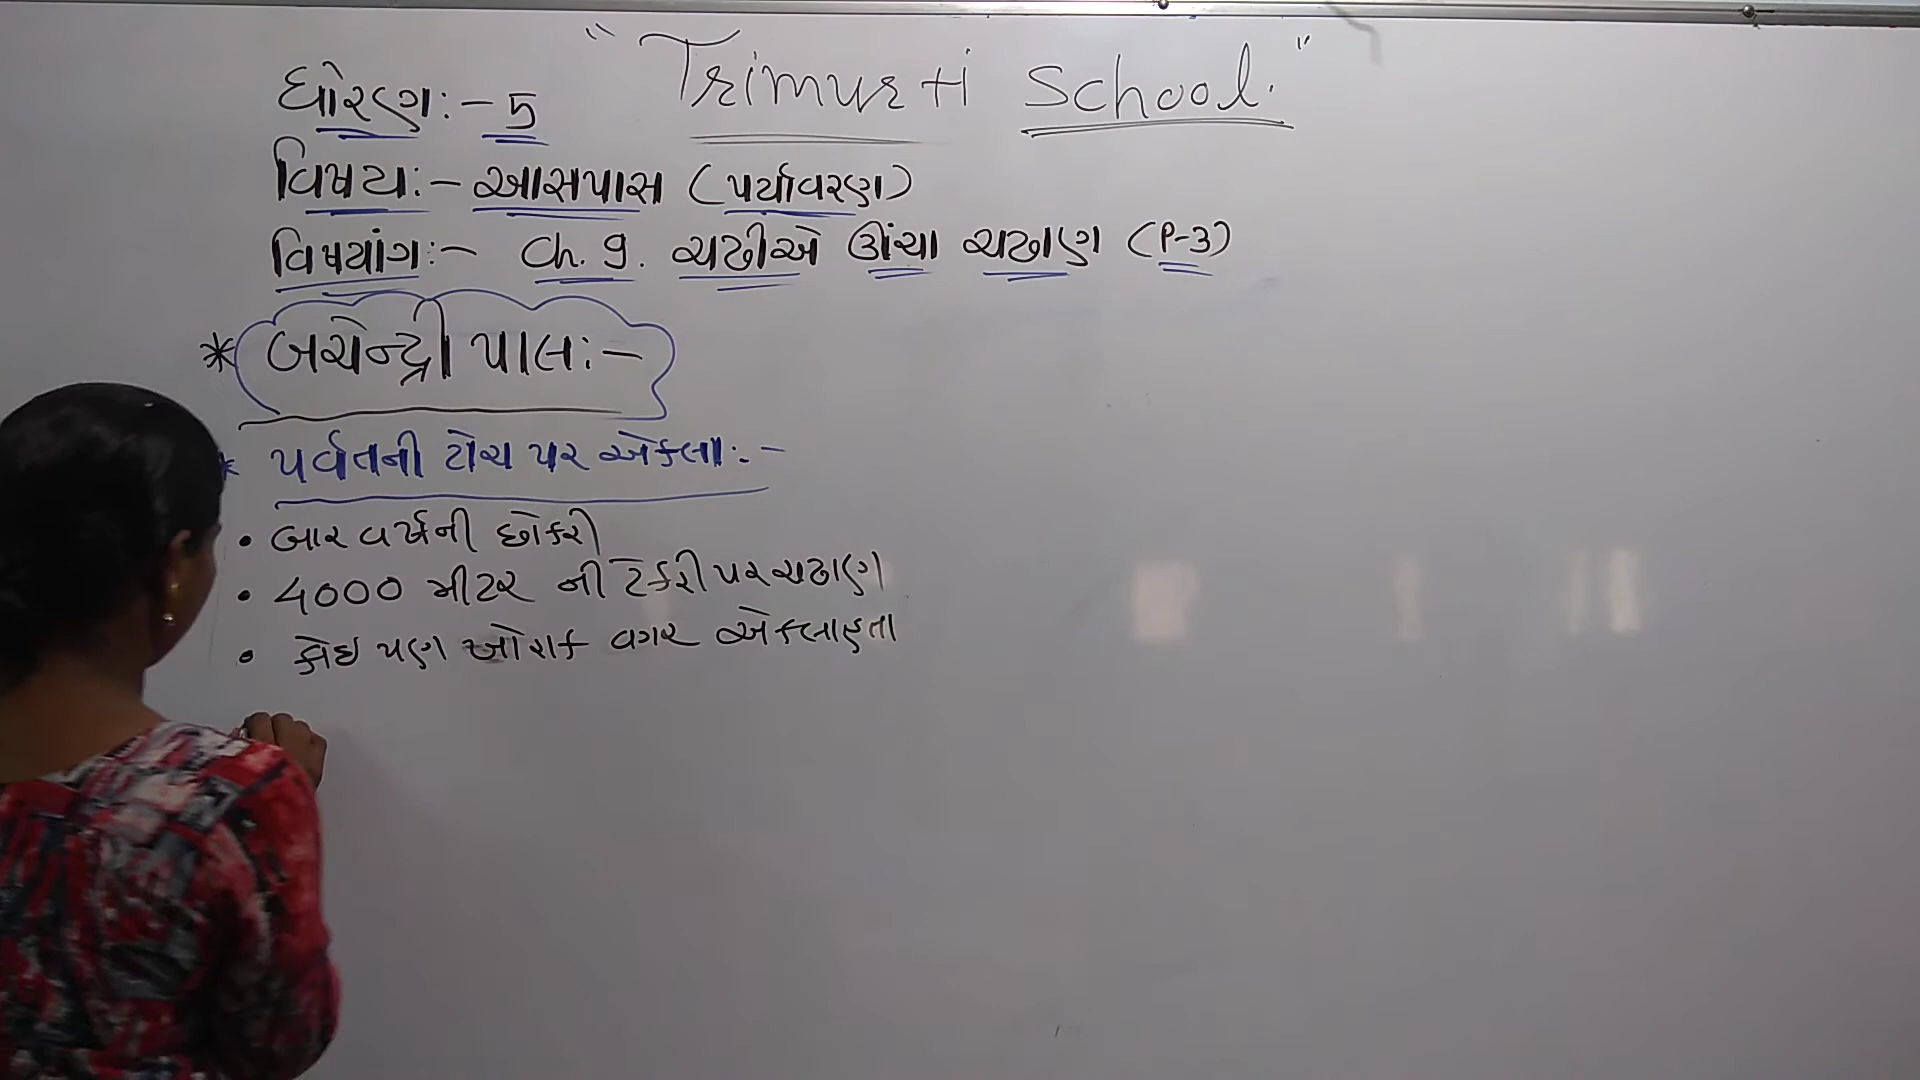 " Trimurti School. "
ધોરણ:- 5
વિષય:- આસપાસ (પર્યાવરણ)
વિષયાંગ:- Ch. 9. ચઢીએ ઊંચા ચઢાણ (P-3)
* બચેન્દ્રી પાલ:-
* પર્વતની ટોચ પર એકલા:-
• બાર વર્ષની છોકરી
• 4000 મીટર ની ટેકરી પર ચઢાણ
• કોઇ પણ ખોરાક વગર એકલા હતા